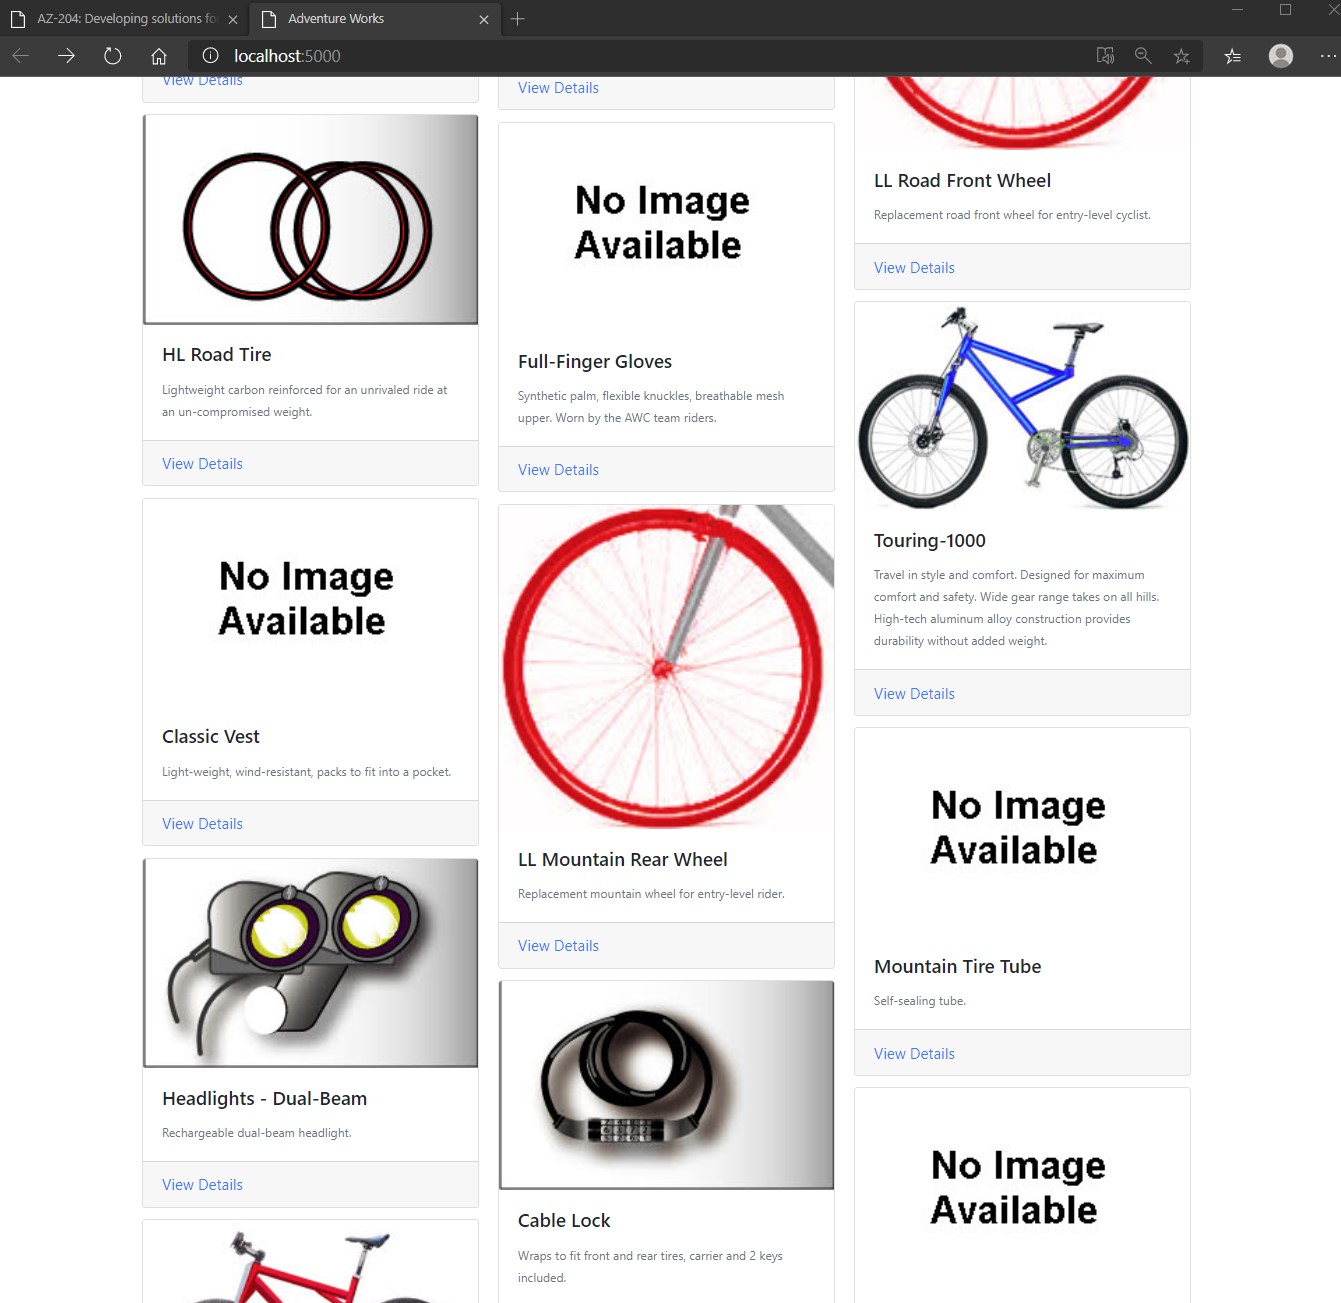 AZ-204: Developing solutions fo
Adventure Works
localhost:5000
View Details
HL Road Tire
Lightweight carbon reinforced for an unrivaled ride at
an un-compromised weight.
View Details
No Image
Available
Classic Vest
Light-weight, wind-resistant, packs to fit into a pocket.
View Details
Headlights - Dual-Beam
Rechargeable dual-beam headlight.
View Details
View Details
No Image
Available
Full-Finger Gloves
Synthetic palm, flexible knuckles, breathable mesh
upper. Worn by the AWC team riders.
View Details
LL Mountain Rear Wheel
Replacement mountain wheel for entry-level rider.
View Details
Cable Lock
Wraps to fit front and rear tires, carrier and 2 keys
included.
LL Road Front Wheel
Replacement road front wheel for entry-level cyclist.
View Details
Touring-1000
Travel in style and comfort. Designed for maximum
comfort and safety. Wide gear range takes on all hills.
High-tech aluminum alloy construction provides
durability without added weight.
View Details
No Image
Available
Mountain Tire Tube
Self-sealing tube.
View Details
No Image
Available